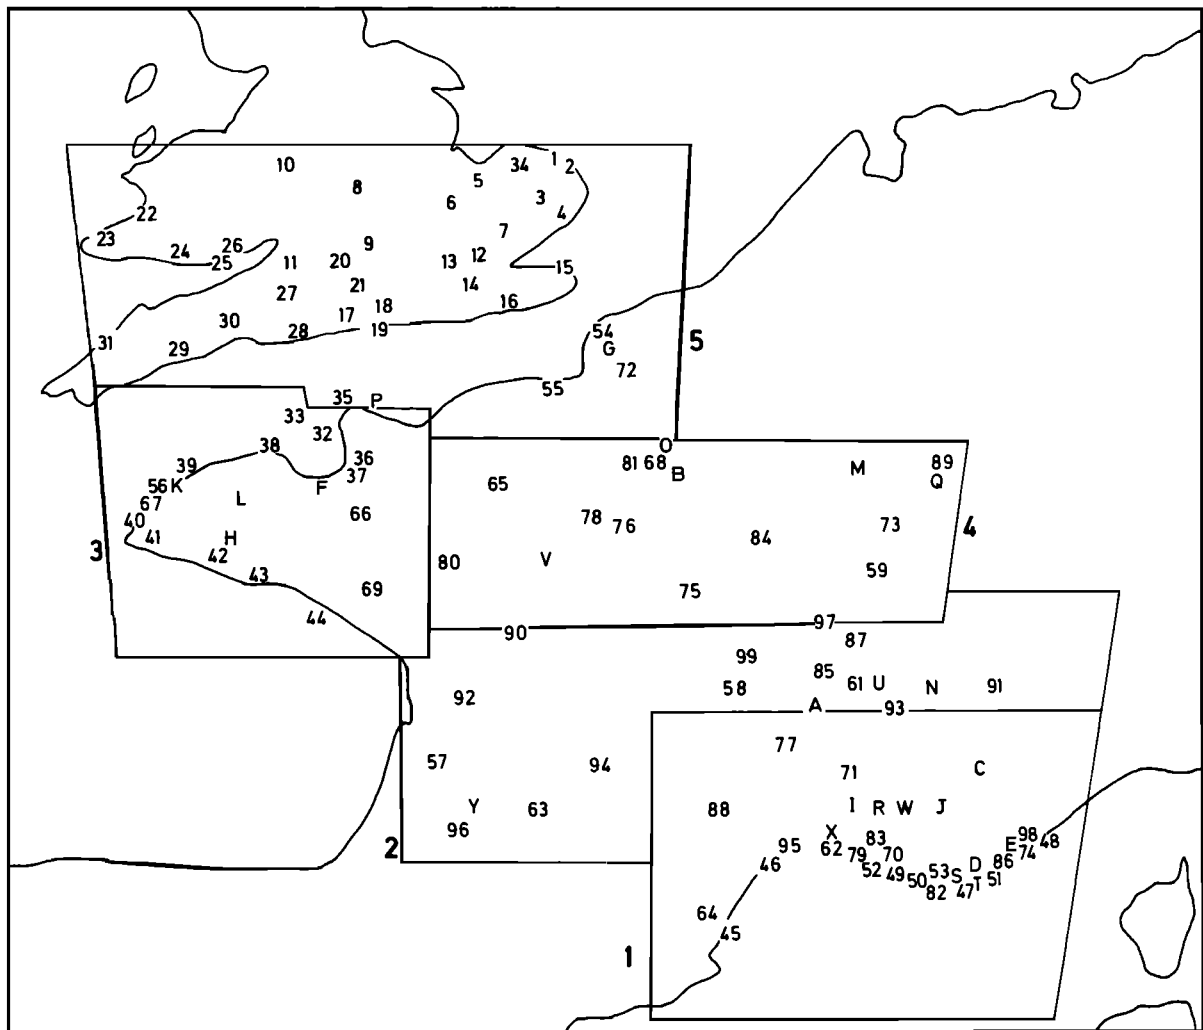 10 8 5 34 1 2
6 3 4
22 7
23 24 26 25 11 20 9 13 12 15
27 21 14
30 17 18 16
31 29 28 19 54 5
G
55 72
35 P
33
38 32 O
39 36 81 68 B M 89
56 K F 37 65 Q
67 L 66
40 78 76 73
3 41 H 84 4
42 80 V
43 59
69 75
44 97
90 87
99 85
92 58 61 U N 91
A 93
77
57 94 71 C
Y 63 88 I R W J
96 X 83 98
2 95 62 79 70 E 48
46 74
52 49 D 86
50 53 S 51
82 47 T
64
45
1